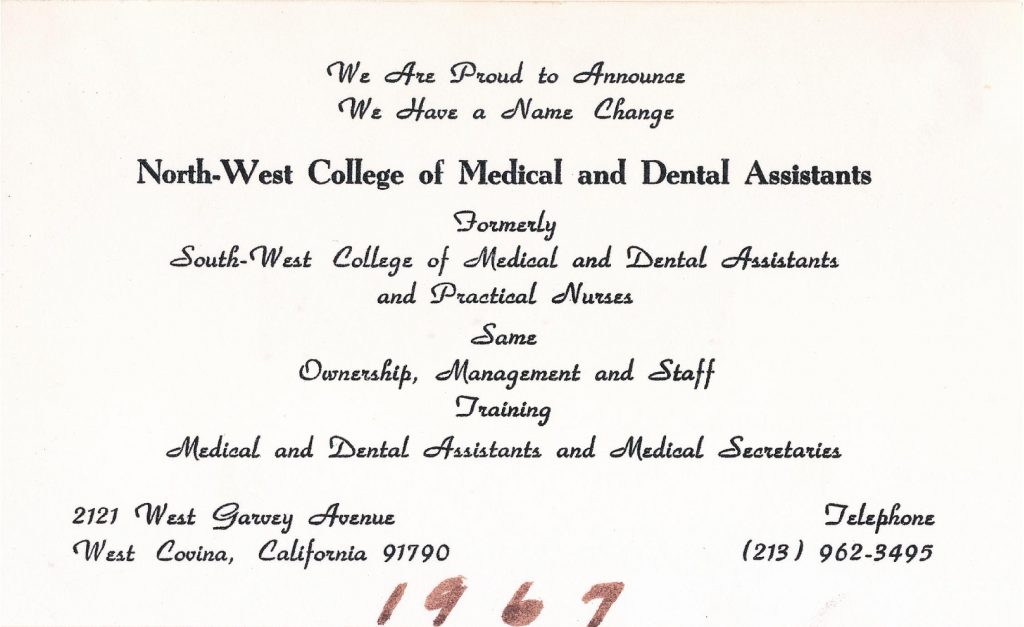 We Are Proud to Announce
We Have a Name Change
North-West College of Medical and Dental Assistants
Formerly
South-West College of Medical and Dental Assistants
and Practical Nurses
Same
Ownership, Management and Staff
Training
Medical and Dental Assistants and Medical Secretaries
2121 West Garvey Avenue
West Covina, California 91790
Telephone
(213) 962-3495
1967